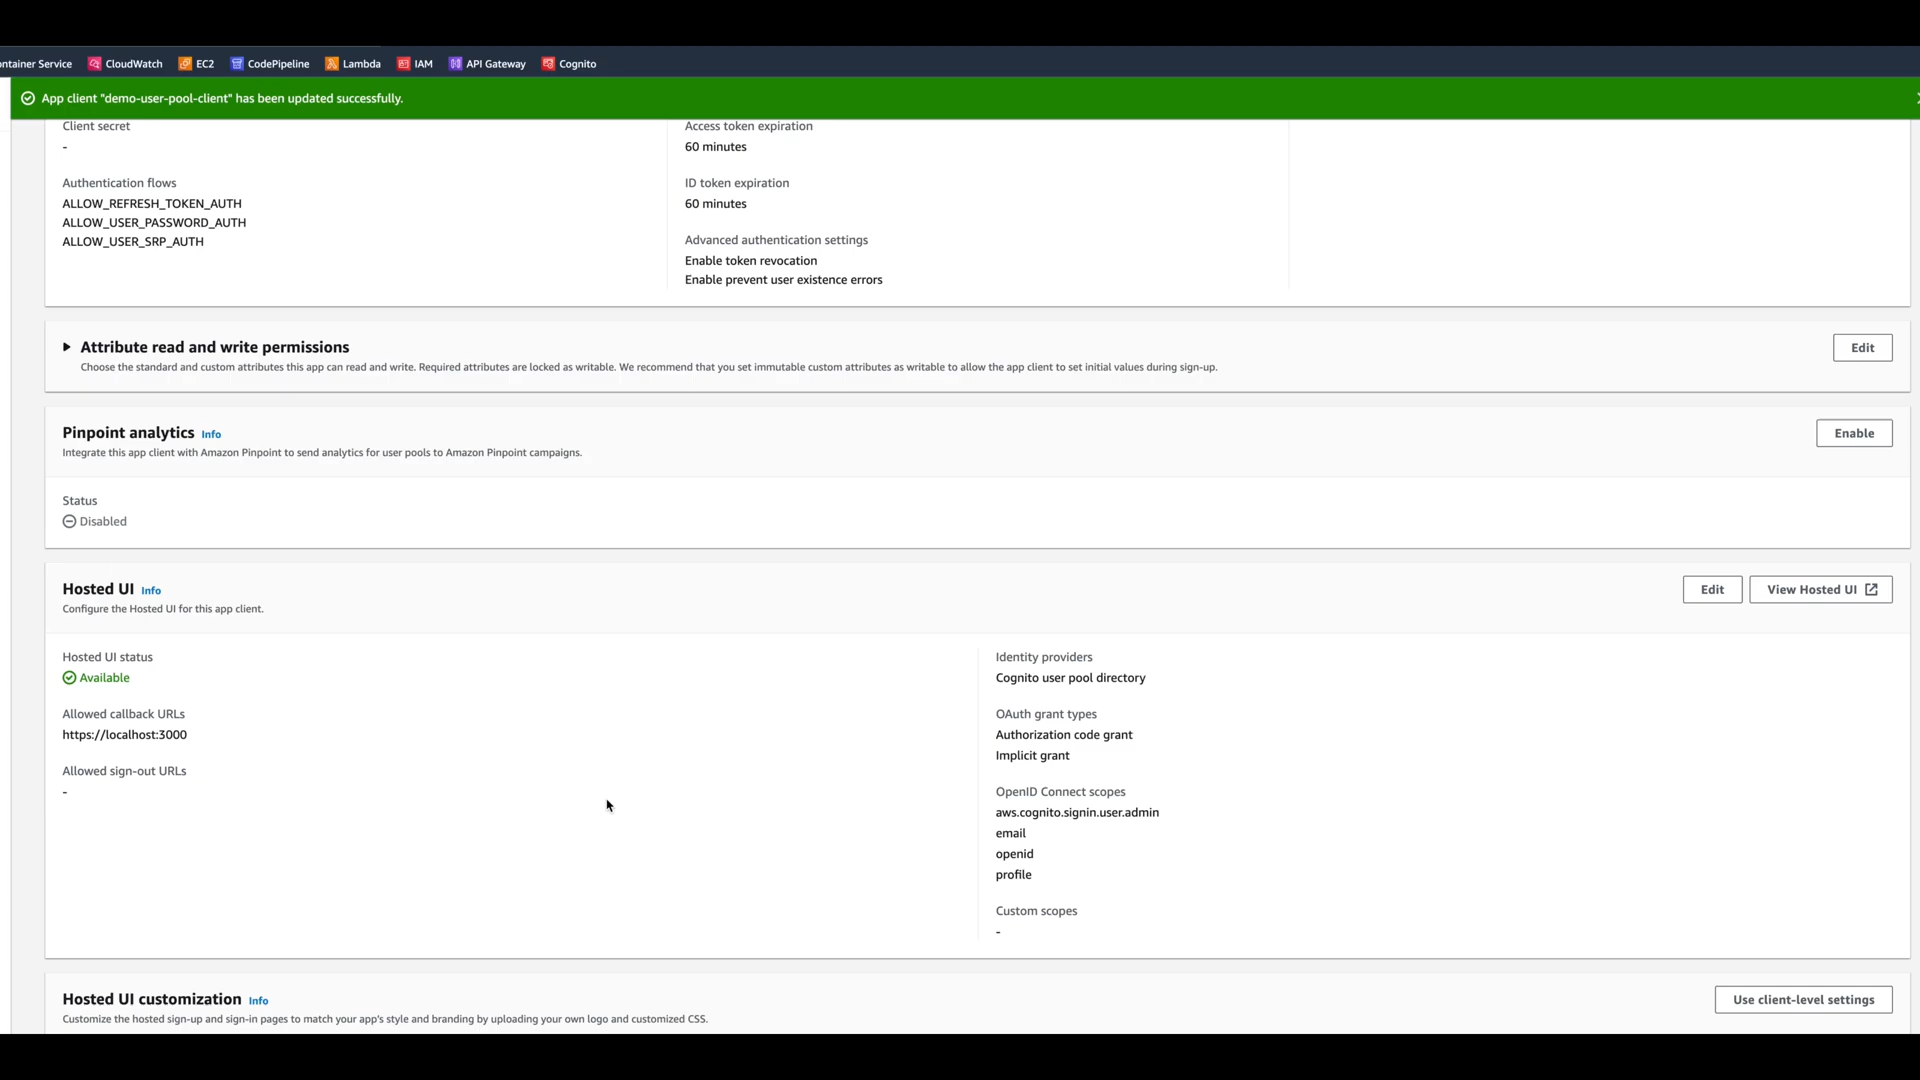 ntainer Service CloudWatch EC2 CodePipeline Lambda IAM API Gateway Cognito
App client "demo-user-pool-client" has been updated successfully.
Client secret
-
Authentication flows
ALLOW_REFRESH_TOKEN_AUTH
ALLOW_USER_PASSWORD_AUTH
ALLOW_USER_SRP_AUTH
Access token expiration
60 minutes
ID token expiration
60 minutes
Advanced authentication settings
Enable token revocation
Enable prevent user existence errors
Attribute read and write permissions
Edit
Choose the standard and custom attributes this app can read and write. Required attributes are locked as writable. We recommend that you set immutable custom attributes as writable to allow the app client to set initial values during sign-up.
Pinpoint analytics Info
Enable
Integrate this app client with Amazon Pinpoint to send analytics for user pools to Amazon Pinpoint campaigns.
Status
Disabled
Hosted UI Info
Edit View Hosted UI
Configure the Hosted UI for this app client.
Hosted UI status
Available
Allowed callback URLs
https://localhost:3000
Allowed sign-out URLs
-
Identity providers
Cognito user pool directory
OAuth grant types
Authorization code grant
Implicit grant
OpenID Connect scopes
aws.cognito.signin.user.admin
email
openid
profile
Custom scopes
-
Hosted UI customization Info
Use client-level settings
Customize the hosted sign-up and sign-in pages to match your app's style and branding by uploading your own logo and customized CSS.